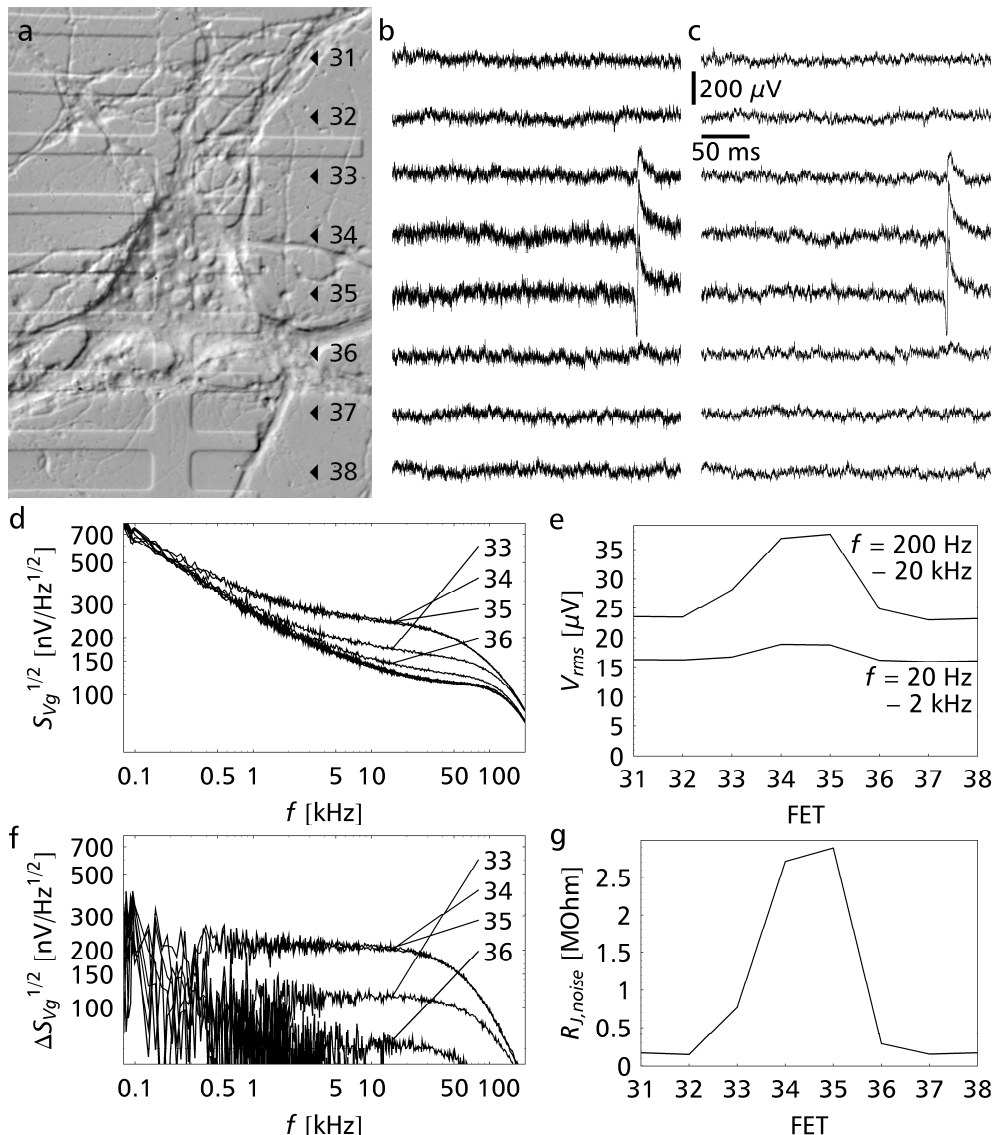 a
31
32
33
34
35
36
37
38
b
c
200 μV
50 ms
d
S_Vg^1/2 [nV/Hz^1/2]
700
500
300
200
150
100
33
34
35
36
0.1 0.5 1 5 10 50 100
f [kHz]
e
V_rms [μV]
35
30
25
20
15
10
5
0
f = 200 Hz
– 20 kHz
f = 20 Hz
– 2 kHz
31 32 33 34 35 36 37 38
FET
f
ΔS_Vg^1/2 [nV/Hz^1/2]
700
500
300
200
150
100
33
34
35
36
0.1 0.5 1 5 10 50 100
f [kHz]
g
R_J,noise [MOhm]
2.5
2
1.5
1
0.5
0
31 32 33 34 35 36 37 38
FET